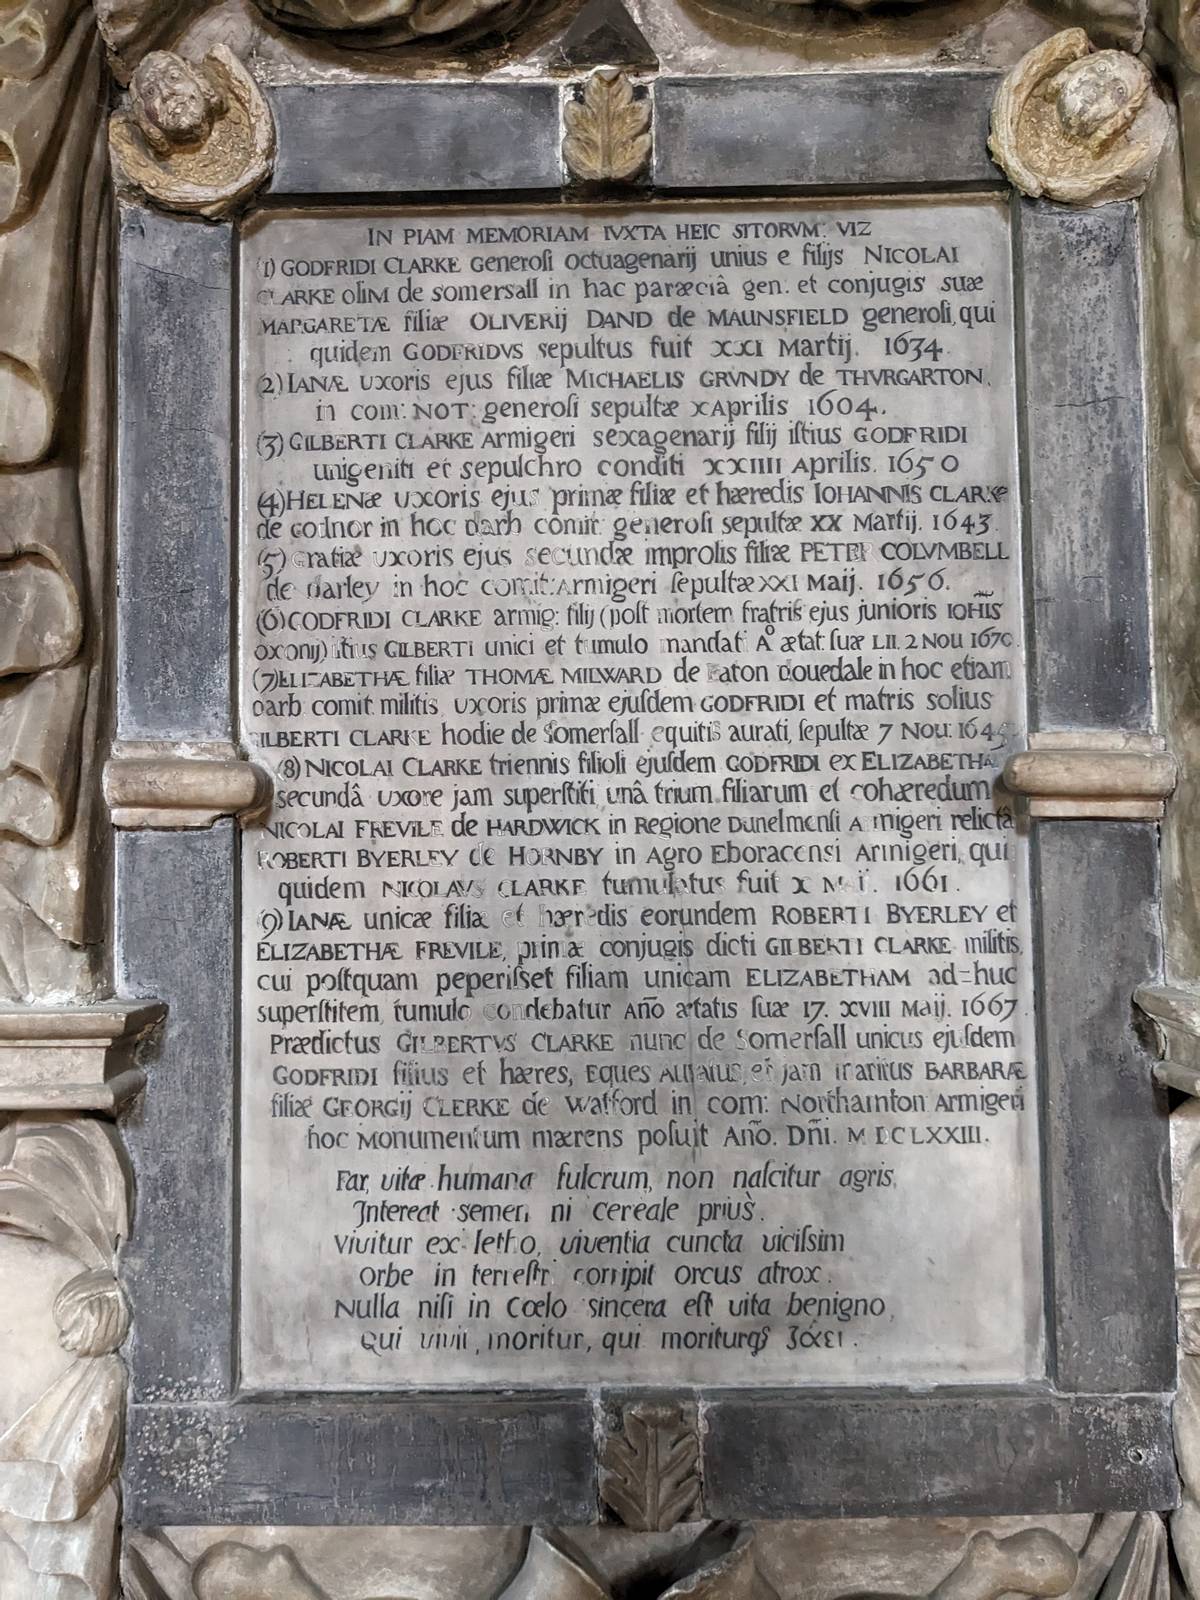 IN PIAM MEMORIAM IVXTA HEIC SITORVM: VIZ
(1) GODFRIDI CLARKE Generoſi octuagenarij unius e filijs NICOLAI
CLARKE OLIM de somersall in hac paræciâ gen: et conjugis suæ
MARGARETÆ filiæ OLIVERIJ DAND de MAUNSFIELD generoſi, qui
quidem GODFRIDVS sepultus fuit XXI Martij. 1634.
(2) IANÆ uxoris ejus filiæ MICHAELIS GRVNDY de THVRGARTON,
in com: NOT: generoſi sepultæ X Aprilis 1604.
(3) GILBERTI CLARKE Armigeri sexagenarij filij iſtius GODFRIDI
unigeniti et sepulchro conditi XXIIII Aprilis. 1650
(4) HELENæ uxoris ejus primæ filiæ et hæredis IOHANNIS CLARKE
de codnor in hoc darb comit: generoſi sepultæ XX Martij. 1643.
(5) Gratiæ uxoris ejus secundæ improlis filiæ PETRI COLVMBELL
de Darley in hoc comit: Armigeri ſepultæ XXI Maij. 1656.
(6) GODFRIDI CLARKE armig: filij (poſt mortem fratris ejus junioris IOHIS
oxonij) iſtius GILBERTI unici et tumulo mandati Aº ætat. ſuæ LII. 2 Nou 1670.
(7) ELIZABETHÆ filiæ THOMÆ MILWARD de Eaton Douedale in hoc etiam
Darb comit. militis, uxoris primæ ejuſdem GODFRIDI et matris solius
GILBERTI CLARKE hodie de Somerſall equitis aurati, ſepultæ 7 Nou: 1645.
(8) NICOLAI CLARKE triennis filioli ejuſdem GODFRIDI ex ELIZABETHA
secundâ uxore jam superſtiti unâ trium filiarum et cohæredum
NICOLAI FREVILE de HARDWICK in Regione Dunelmenſi Armigeri relictâ
ROBERTI BYERLEY de HORNBY in Agro Eboracensi Armigeri, qui
quidem NICOLAVS CLARKE tumulatus fuit X Maij. 1661.
(9) IANÆ unicæ filiæ et hæredis eorundem ROBERTI BYERLEY et
ELIZABETHÆ FREVILE, primæ conjugis dicti GILBERTI CLARKE militis,
cui poſtquam peperiſset filiam unicam ELIZABETHAM ad=huc
superſtitem, tumulo condebatur Año ætatis ſuæ 17. XVIII Maij. 1667.
Prædictus GILBERTVS CLARKE nunc de Somerſall unicus ejuſdem
GODFRIDI filius et hæres, Eques Auratus, et jam maritus BARBARÆ
filiæ GEORGIJ CLERKE de Watford in com: Northamton Armigeri
hoc Monumentum mærens poſuit Año. Dñi. MDCLXXIII.
Far, vitæ humanæ fulcrum, non naſcitur agris,
Intereat semen ni cereale prius.
Vivitur ex letho, viventia cuncta viciſsim
Orbe in terreſtri corripit Orcus atrox.
Nulla niſi in Cœlo sincera eſt vita benigno,
Qui vivit, moritur, qui moriturqȝ ζάει.